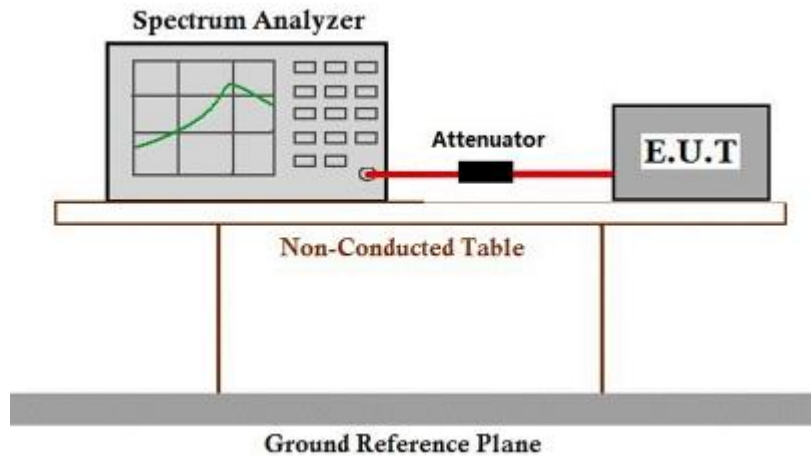 Spectrum Analyzer
Attenuator
E.U.T
Non-Conducted Table
Ground Reference Plane